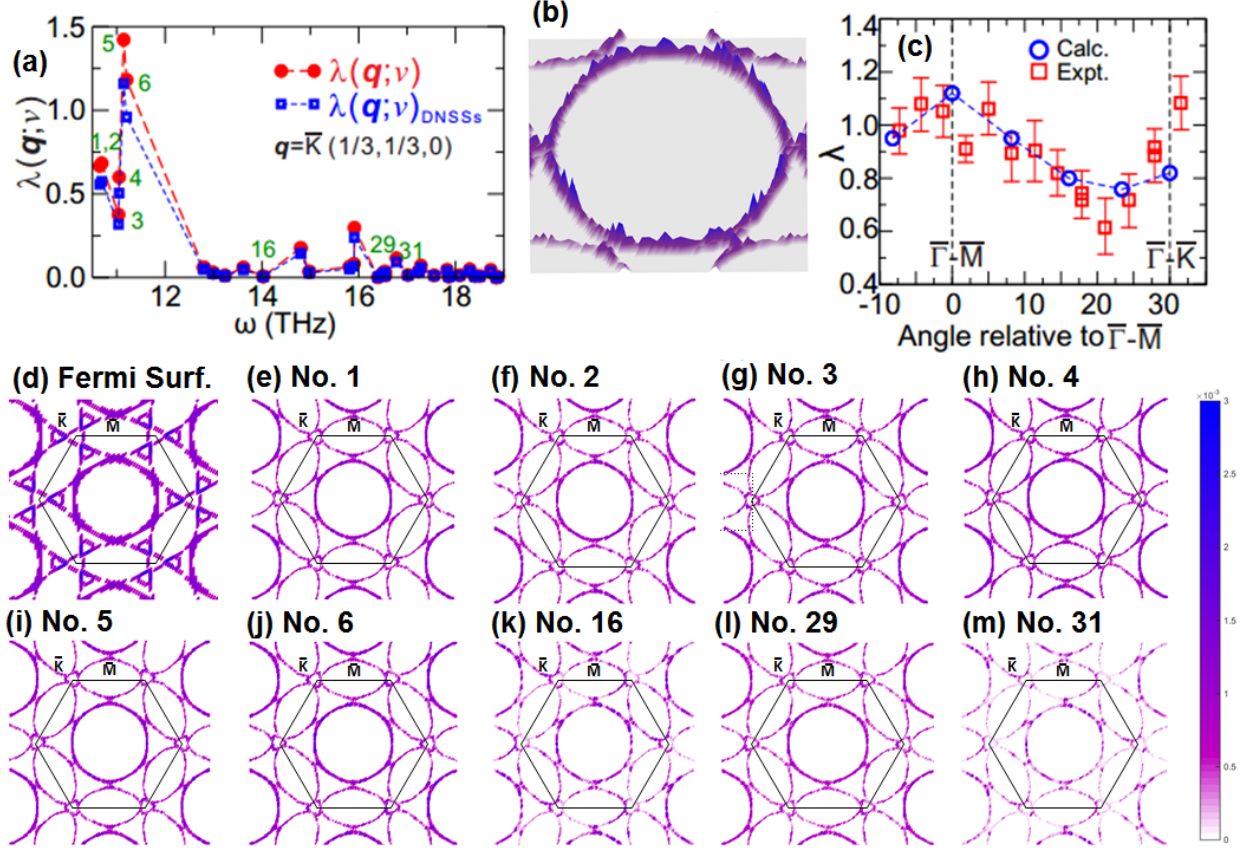 (a)
1.5
1.0
0.5
0.0
λ(q;ν)
5
6
1,2
4
3
16
29
31
λ(q;ν)
λ(q;ν)DNSSs
q=K̅ (1/3,1/3,0)
12 14 16 18
ω (THz)
(b)
(c)
1.4
1.2
1.0
0.8
0.6
0.4
λ
Calc.
Expt.
Γ̅-M̅ Γ̅-K̅
-10 0 10 20 30
Angle relative to Γ̅-M̅
(d) Fermi Surf. (e) No. 1 (f) No. 2 (g) No. 3 (h) No. 4
K̅ M̅ K̅ M̅ K̅ M̅ K̅ M̅ K̅ M̅
(i) No. 5 (j) No. 6 (k) No. 16 (l) No. 29 (m) No. 31
K̅ M̅ K̅ M̅ K̅ M̅ K̅ M̅ K̅ M̅
×10⁻³
3
2.5
2
1.5
1
0.5
0